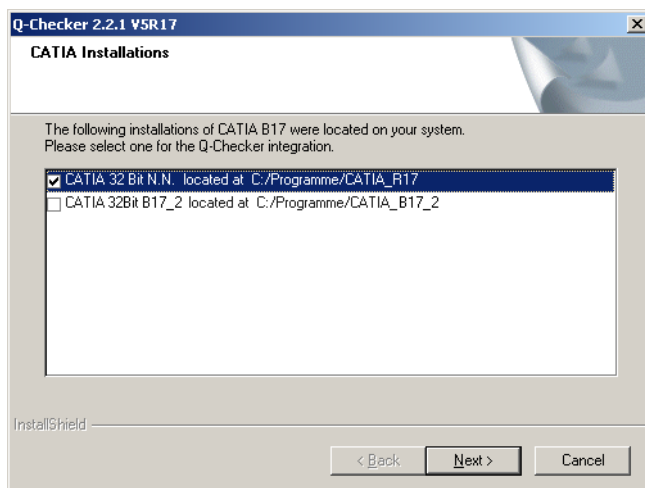 Q-Checker 2.2.1 V5R17
CATIA Installations
The following installations of CATIA B17 were located on your system.
Please select one for the Q-Checker integration.
CATIA 32 Bit N.N. located at C:/Programme/CATIA_R17
CATIA 32Bit B17_2 located at C:/Programme/CATIA_B17_2
InstallShield
< Back Next > Cancel